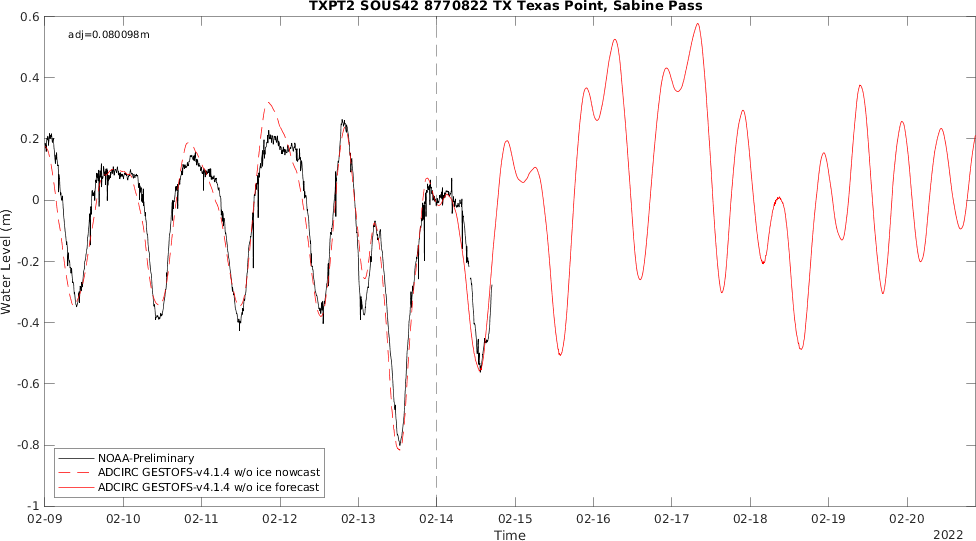 TXPT2 SOUS42 8770822 TX Texas Point, Sabine Pass
adj=0.080098m
0.6
0.4
0.2
0
-0.2
-0.4
-0.6
-0.8
-1
Water Level (m)
NOAA-Preliminary
ADCIRC GESTOFS-v4.1.4 w/o ice nowcast
ADCIRC GESTOFS-v4.1.4 w/o ice forecast
02-09 02-10 02-11 02-12 02-13 02-14 02-15 02-16 02-17 02-18 02-19 02-20
Time
2022